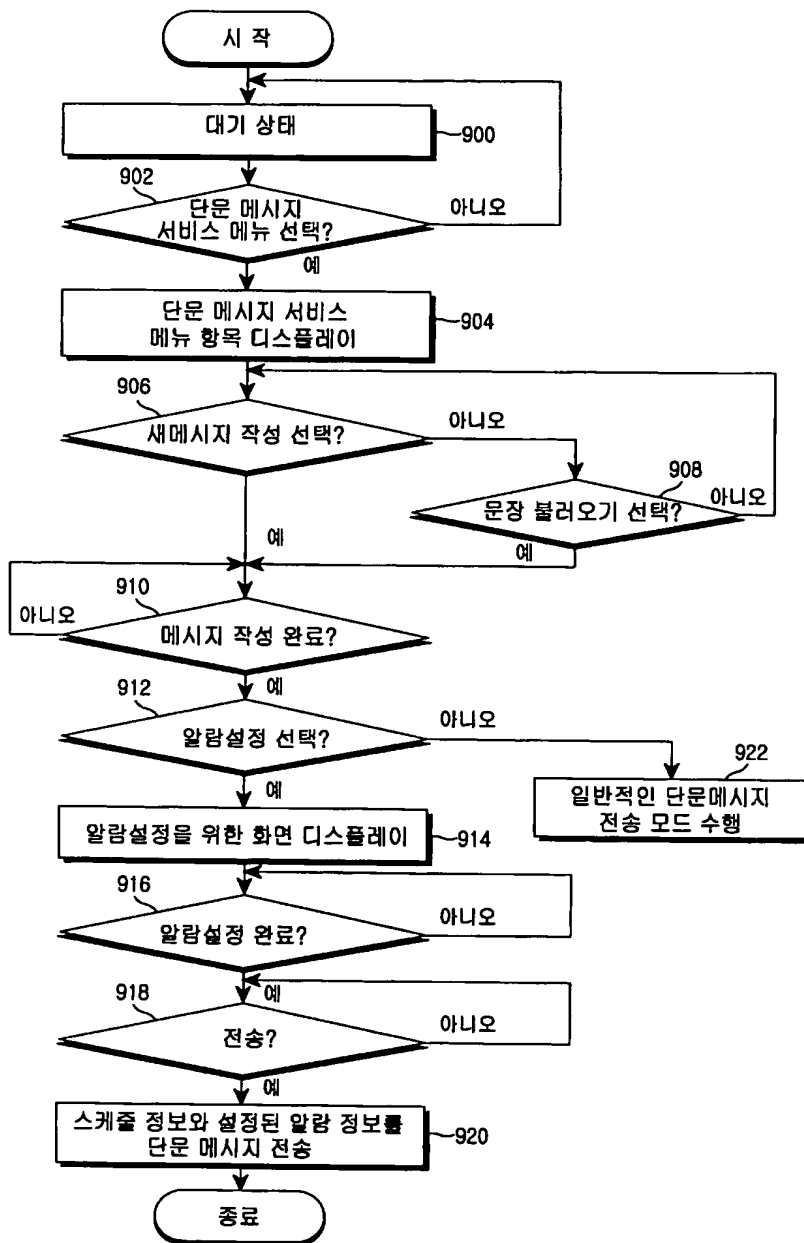 시 작
대기 상태
900
902
단문 메시지
서비스 메뉴 선택?
아니오
예
단문 메시지 서비스
메뉴 항목 디스플레이
904
906
새메시지 작성 선택?
아니오
908
문장 불러오기 선택?
아니오
예
예
910
아니오
메시지 작성 완료?
예
912
알람설정 선택?
아니오
922
일반적인 단문메시지
전송 모드 수행
예
알람설정을 위한 화면 디스플레이
914
916
알람설정 완료?
아니오
예
918
전송?
아니오
예
스케줄 정보와 설정된 알람 정보를
단문 메시지 전송
920
종료